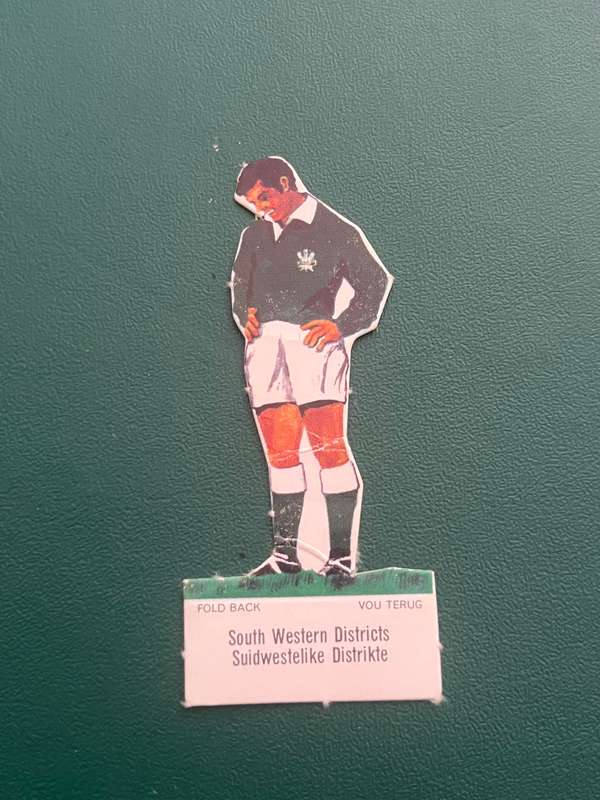 FOLD BACK VOU TERUG
South Western Districts
Suidwestelike Distrikte